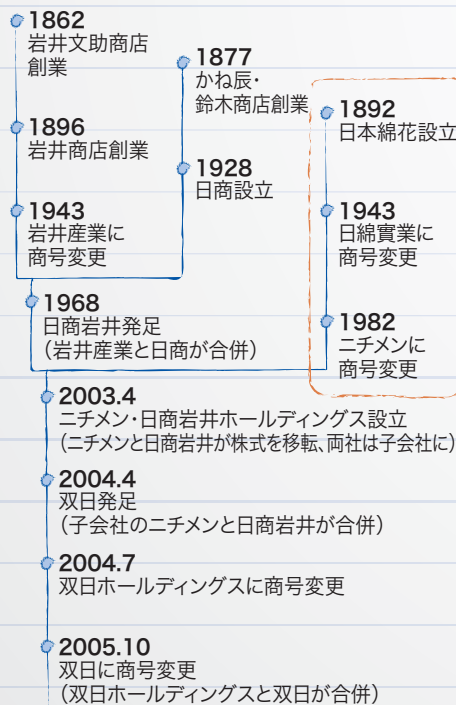 1862
岩井文助商店
創業
1896
岩井商店創業
1943
岩井産業に
商号変更
1877
かね辰・
鈴木商店創業
1928
日商設立
1892
日本綿花設立
1943
日綿實業に
商号変更
1982
ニチメンに
商号変更
1968
日商岩井発足
(岩井産業と日商が合併)
2003.4
ニチメン・日商岩井ホールディングス設立
(ニチメンと日商岩井が株式を移転、両社は子会社に)
2004.4
双日発足
(子会社のニチメンと日商岩井が合併)
2004.7
双日ホールディングスに商号変更
2005.10
双日に商号変更
(双日ホールディングスと双日が合併)